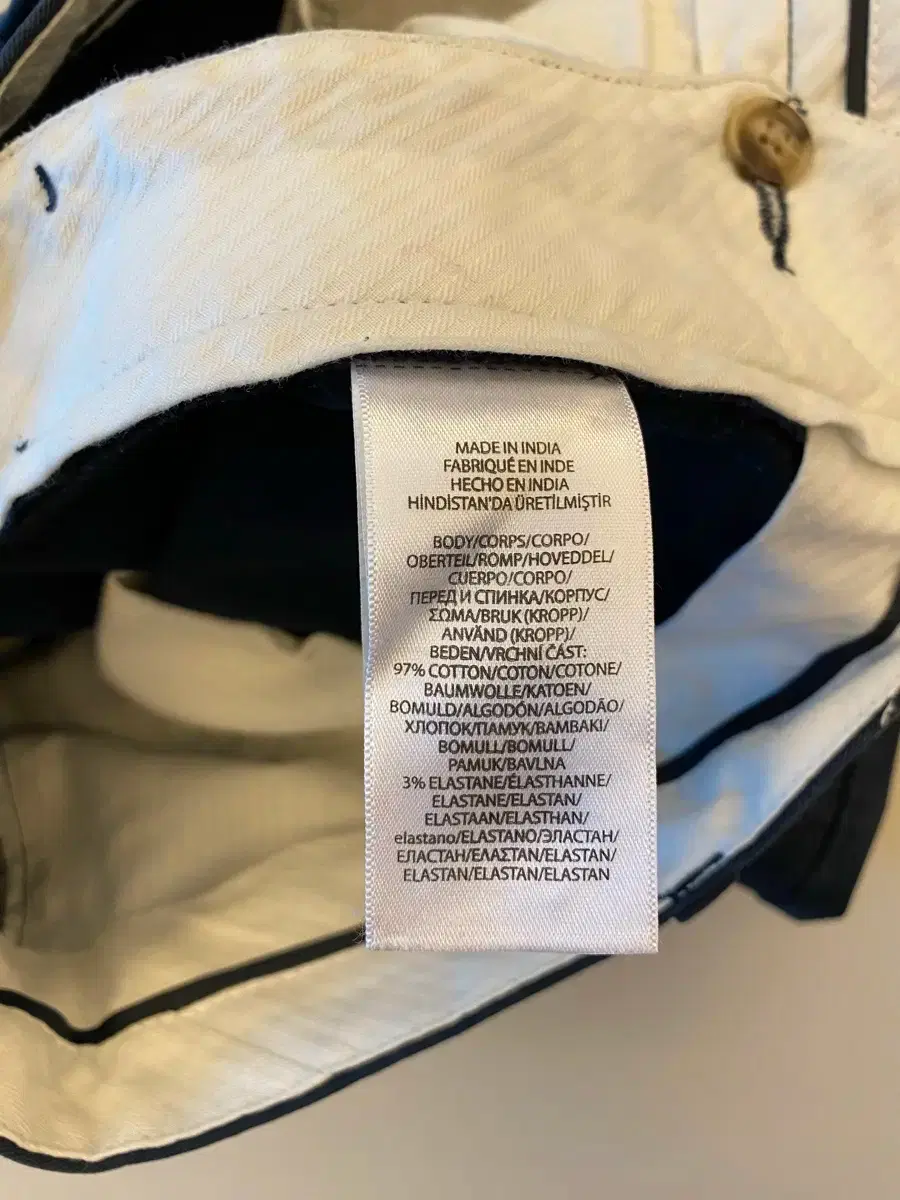 MADE IN INDIA
FABRIQUÉ EN INDE
HECHO EN INDIA
HİNDİSTAN'DA ÜRETİLMİŞTİR
BODY/CORPS/CORPO/
OBERTEIL/ROMP/HOVEDDEL/
CUERPO/CORPO/
ПЕРЕД И СПИНКА/КОРПУС/
ΣΩΜΑ/BRUK (KROPP)/
ANVÄND (KROPP)/
BEDEN/VRCHNÍ ČÁST:
97% COTTON/COTON/COTONE/
BAUMWOLLE/KATOEN/
BOMULD/ALGODÓN/ALGODÃO/
ХЛОПОК/ПАМУК/ΒΑΜΒΑΚΙ/
BOMULL/BOMULL/
PAMUK/BAVLNA
3% ELASTANE/ÉLASTHANNE/
ELASTANE/ELASTAN/
ELASTAAN/ELASTHAN/
elastano/ELASTANO/ЭЛАСТАН/
ЕЛАСТАН/ΕΛΑΣΤΑΝ/ELASTAN/
ELASTAN/ELASTAN/ELASTAN